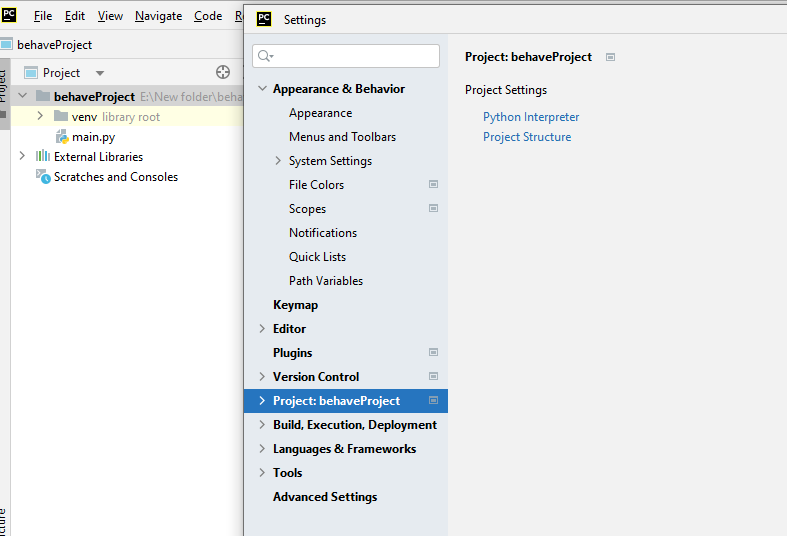 PC
File Edit View Navigate Code
behaveProject
Project
Project
behaveProject E:\New folder\beha
venv library root
main.py
External Libraries
Scratches and Consoles
PC
Settings
Appearance & Behavior
Appearance
Menus and Toolbars
System Settings
File Colors
Scopes
Notifications
Quick Lists
Path Variables
Keymap
Editor
Plugins
Version Control
Project: behaveProject
Build, Execution, Deployment
Languages & Frameworks
Tools
Advanced Settings
Project: behaveProject
Project Settings
Python Interpreter
Project Structure